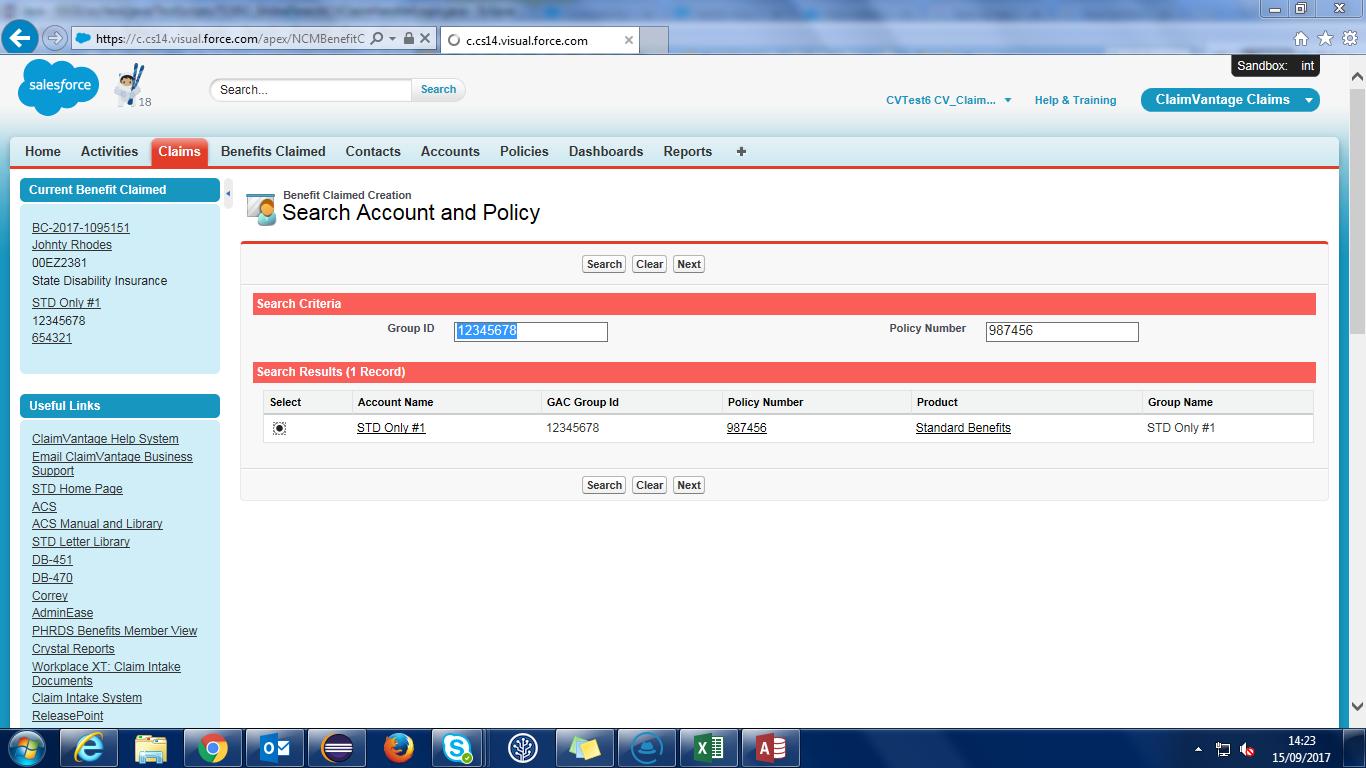 https://c.cs14.visual.force.com/apex/NCMBenefitC
c.cs14.visual.force.com
Sandbox: int
salesforce
18
Search...
Search
CVTest6 CV_Claim...
Help & Training
ClaimVantage Claims
Home Activities Claims Benefits Claimed Contacts Accounts Policies Dashboards Reports +
Current Benefit Claimed
BC-2017-1095151
Johnty Rhodes
00EZ2381
State Disability Insurance
STD Only #1
12345678
654321
Useful Links
ClaimVantage Help System
Email ClaimVantage Business
Support
STD Home Page
ACS
ACS Manual and Library
STD Letter Library
DB-451
DB-470
Correy
AdminEase
PHRDS Benefits Member View
Crystal Reports
Workplace XT: Claim Intake
Documents
Claim Intake System
ReleasePoint
Benefit Claimed Creation
Search Account and Policy
Search Clear Next
Search Criteria
Group ID 12345678 Policy Number 987456
Search Results (1 Record)
Select Account Name GAC Group Id Policy Number Product Group Name
STD Only #1 12345678 987456 Standard Benefits STD Only #1
Search Clear Next
14:23
15/09/2017